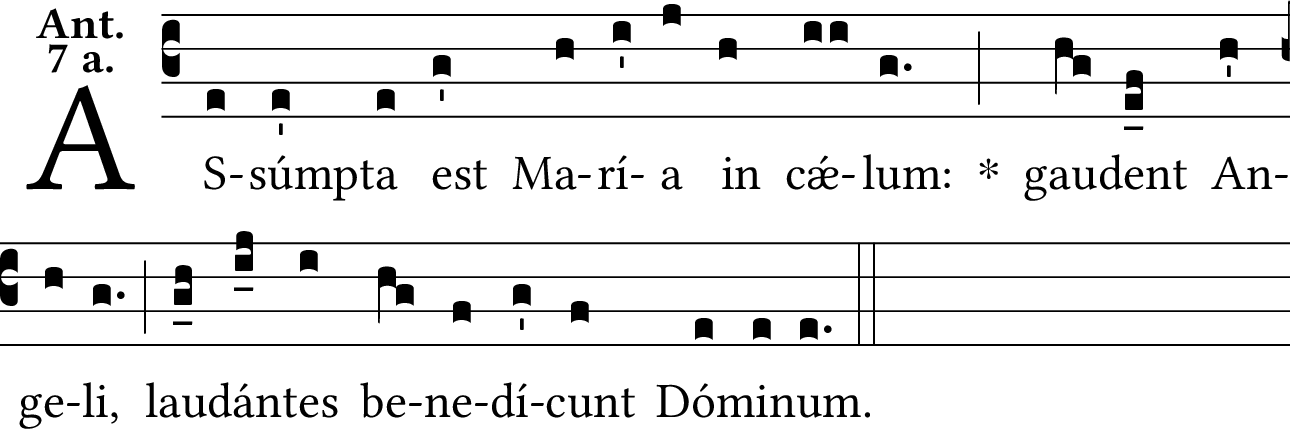 Ant.
7 a.
AS-súmpta est Ma-rí- a in cǽ-lum: * gaudent An-
ge-li, laudántes be-ne-dí-cunt Dóminum.